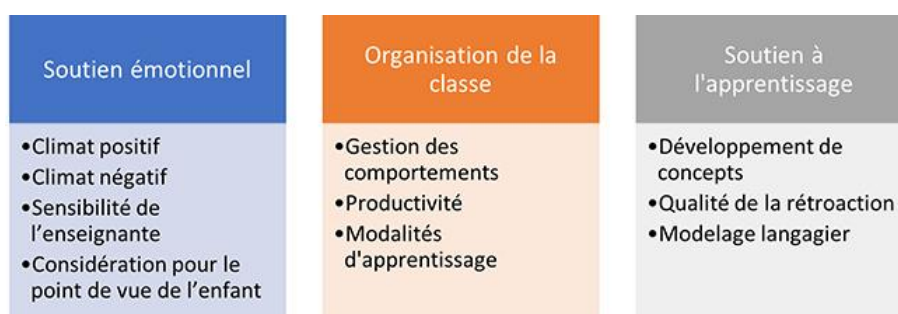 Soutien émotionnel
•Climat positif
•Climat négatif
•Sensibilité de
l'enseignante
•Considération pour le
point de vue de l'enfant
Organisation de la
classe
•Gestion des
comportements
•Productivité
•Modalités
d'apprentissage
Soutien à
l'apprentissage
•Développement de
concepts
•Qualité de la rétroaction
•Modelage langagier